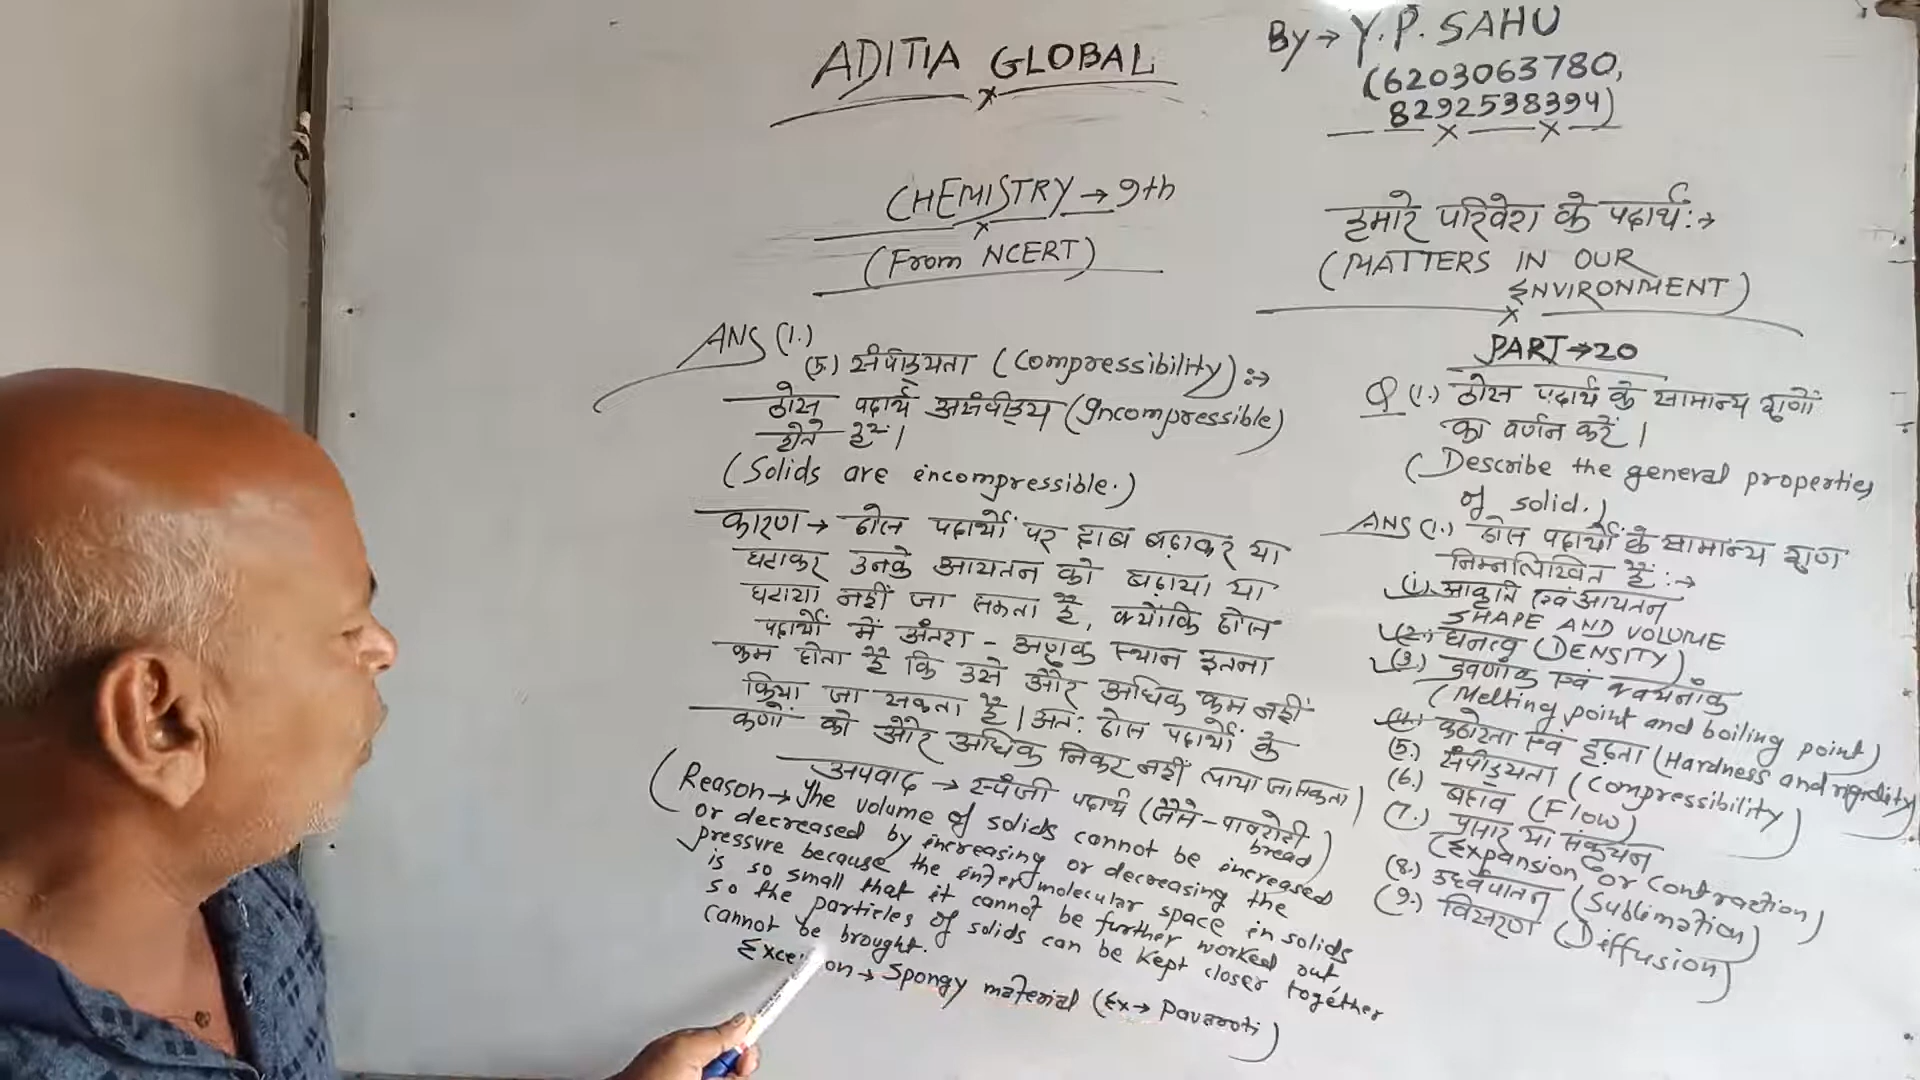 ADITIA GLOBAL
By → Y. P. SAHU
(6203063780,
8292538394)
CHEMISTRY → 9th
(From NCERT)
हमारे परिवेश के पदार्थ :→
(MATTERS IN OUR
ENVIRONMENT)
PART → 20
Q (1.) ठोस पदार्थ के सामान्य गुणों
का वर्णन करें।
(Describe the general properties
of solid.)
ANS (1.) ठोस पदार्थों के सामान्य गुण
निम्नलिखित हैं :→
(1.) आकृति एवं आयतन
SHAPE AND VOLUME
(2.) घनत्व (DENSITY)
(3.) द्रवणांक एवं क्वथनांक
(Melting point and boiling point)
(4.) कठोरता एवं दृढ़ता (Hardness and rigidity)
(5.) संपीड्यता (Compressibility)
(6.) बहाव (Flow)
(7.) प्रसार या संकुचन
(Expansion or contraction)
(8.) उर्ध्वपातन (Sublimation)
(9.) विसरण (Diffusion)
ANS (1.)
(5.) संपीड्यता (Compressibility) :→
ठोस पदार्थ असंपीड्य (Incompressible)
होते हैं।
(Solids are encompressible.)
कारण → ठोस पदार्थों पर दाब बढ़ाकर या
घटाकर उनके आयतन को बढ़ाया या
घटाया नहीं जा सकता है, क्योंकि ठोस
पदार्थों में अंतरा - अणुक स्थान इतना
कम होता है कि उसे और अधिक कम नहीं
किया जा सकता है। अतः ठोस पदार्थों के
कणों को और अधिक निकट नहीं लाया जा सकता
अपवाद → स्पंजी पदार्थ (जैसे - पावरोटी)
bread
(Reason → The volume of solids cannot be increased
or decreased by increasing or decreasing the
pressure because the inter molecular space in solids
is so small that it cannot be further worked out,
so the particles of solids can be kept closer together
cannot be brought.
on → Spongy material (Ex → Pavaroti)